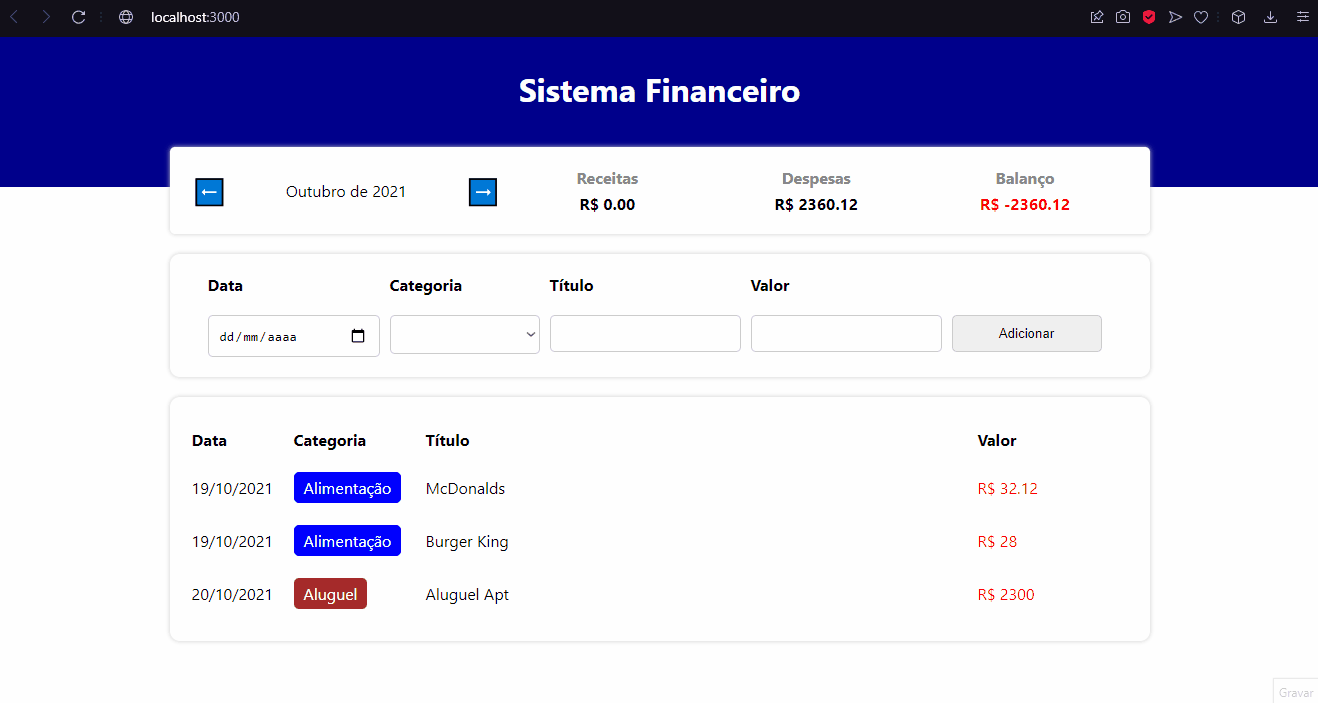 localhost:3000
Sistema Financeiro
Outubro de 2021
Receitas Despesas Balanço
R$ 0.00 R$ 2360.12 R$ -2360.12
Data Categoria Título Valor
dd/mm/aaaa Adicionar
Data Categoria Título Valor
19/10/2021 Alimentação McDonalds R$ 32.12
19/10/2021 Alimentação Burger King R$ 28
20/10/2021 Aluguel Aluguel Apt R$ 2300
Gravar